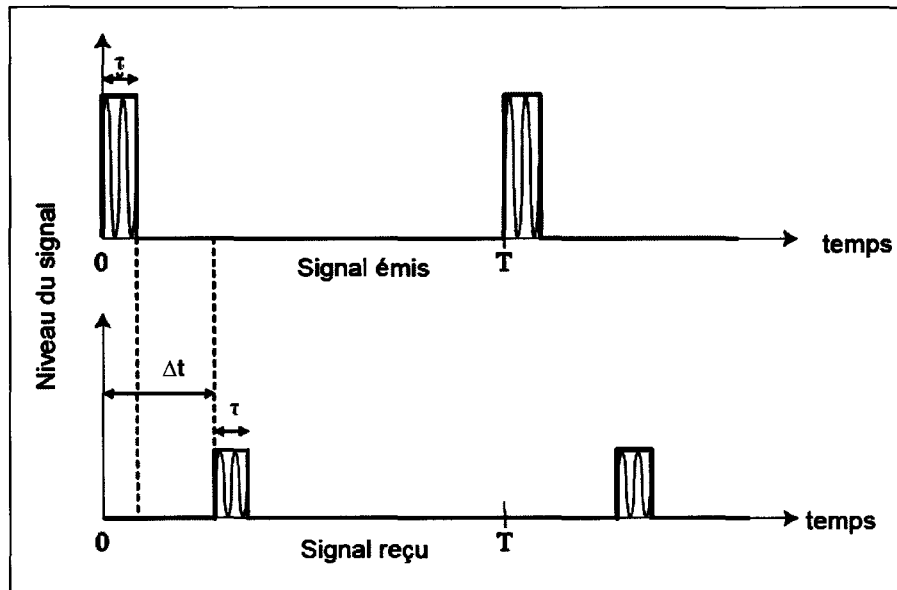 τ
Niveau du signal
0
Signal émis
T
temps
Δt
τ
0
Signal reçu
T
temps